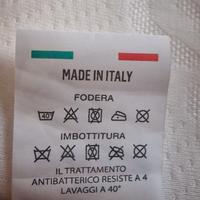 MADE IN ITALY
FODERA
40°
IMBOTTITURA
IL TRATTAMENTO
ANTIBATTERICO RESISTE A 4
LAVAGGI A 40°